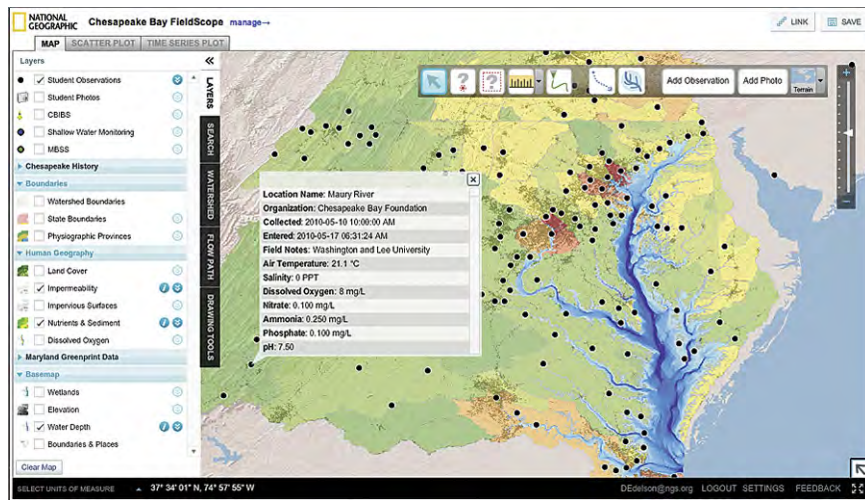 NATIONAL
GEOGRAPHIC
Chesapeake Bay FieldScope manage→
LINK
SAVE
MAP
SCATTER PLOT
TIME SERIES PLOT
Layers
Student Observations
Student Photos
CBIBS
Shallow Water Monitoring
MBSS
Chesapeake History
Boundaries
Watershed Boundaries
State Boundaries
Physiographic Provinces
Human Geography
Land Cover
Impermeability
Impervious Surfaces
Nutrients & Sediment
Dissolved Oxygen
Maryland Greenprint Data
Basemap
Wetlands
Elevation
Water Depth
Boundaries & Places
Clear Map
LAYERS
SEARCH
WATERSHED
FLOW PATH
DRAWING TOOLS
Add Observation
Add Photo
Terrain
Location Name: Maury River
Organization: Chesapeake Bay Foundation
Collected: 2010-05-10 10:00:00 AM
Entered: 2010-05-17 06:31:24 AM
Field Notes: Washington and Lee University
Air Temperature: 21.1 °C
Salinity: 0 PPT
Dissolved Oxygen: 8 mg/L
Nitrate: 0.100 mg/L
Ammonia: 0.250 mg/L
Phosphate: 0.100 mg/L
pH: 7.50
SELECT UNITS OF MEASURE
37° 34' 01" N, 74° 57' 55" W
DEdelson@ngs.org LOGOUT SETTINGS FEEDBACK